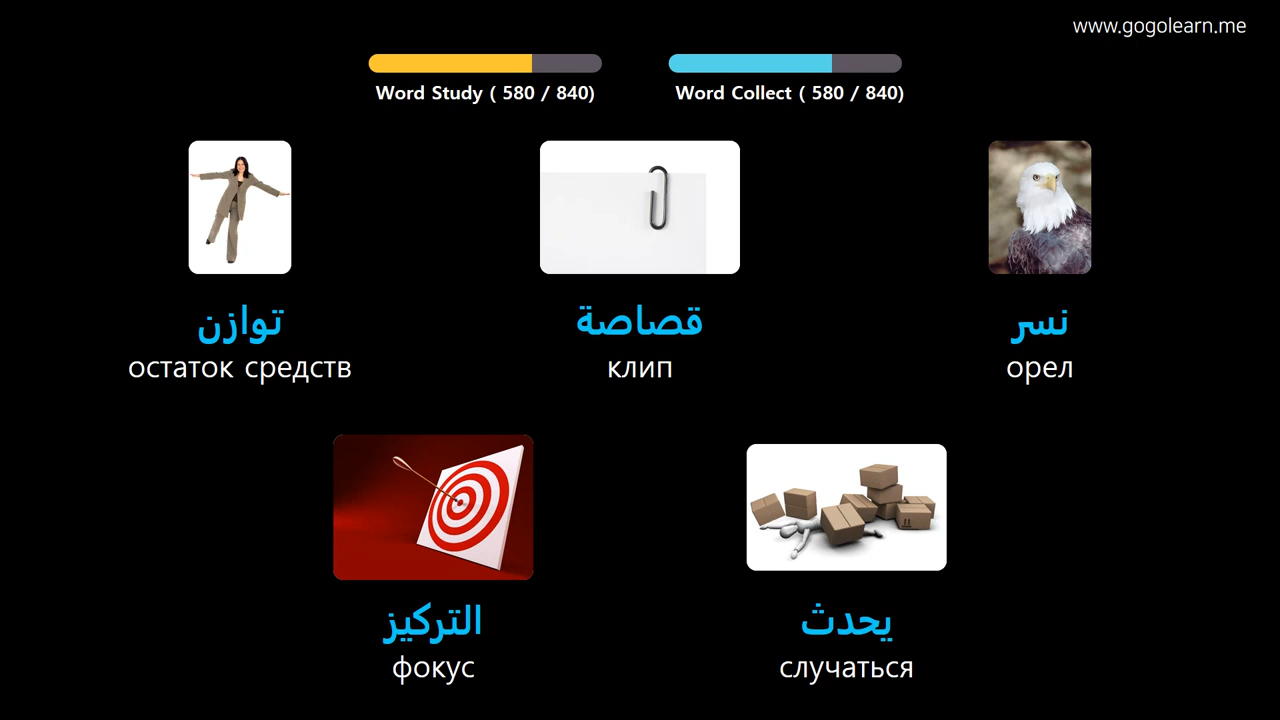 www.gogolearn.me
Word Study ( 580 / 840)
Word Collect ( 580 / 840)
توازن
остаток средств
قصاصة
клип
نسر
орел
التركيز
фокус
يحدث
случаться